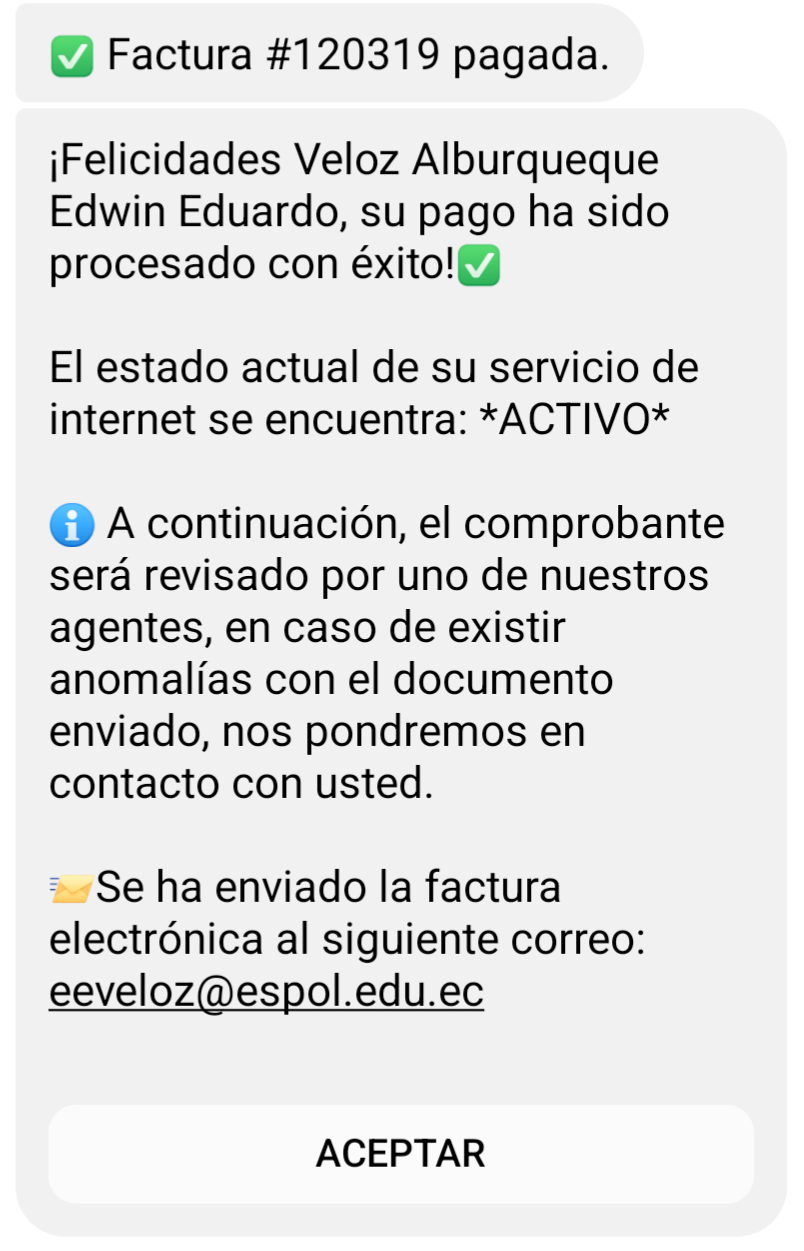 ✅ Factura #120319 pagada.
¡Felicidades Veloz Alburqueque
Edwin Eduardo, su pago ha sido
procesado con éxito!✅
El estado actual de su servicio de
internet se encuentra: *ACTIVO*
ℹ️ A continuación, el comprobante
será revisado por uno de nuestros
agentes, en caso de existir
anomalías con el documento
enviado, nos pondremos en
contacto con usted.
📨Se ha enviado la factura
electrónica al siguiente correo:
eeveloz@espol.edu.ec
ACEPTAR